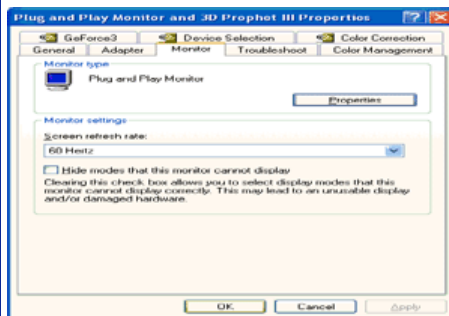 Plug and Play Monitor and 3D Prophet III Properties
GeForce3 Device Selection Color Correction
General Adapter Monitor Troubleshoot Color Management
Monitor type
Plug and Play Monitor
Properties
Monitor settings
Screen refresh rate:
60 Hertz
Hide modes that this monitor cannot display
Clearing this check box allows you to select display modes that this
monitor cannot display correctly. This may lead to an unusable display
and/or damaged hardware.
OK Cancel Apply